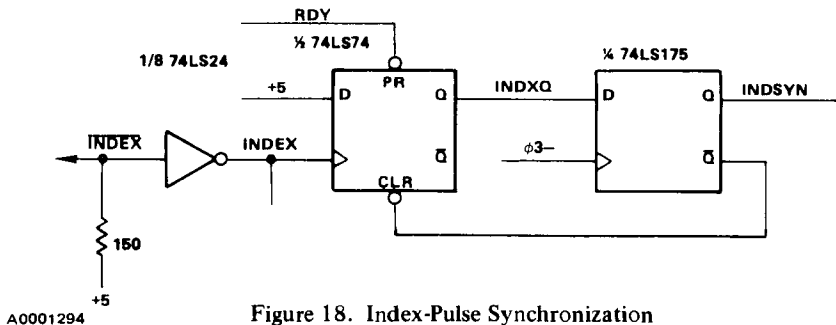 RDY
½ 74LS74
¼ 74LS175
1/8 74LS24
+5
D
PR
Q
INDXQ
D
Q
INDSYN
INDEX
INDEX
Q
ϕ3–
Q
CLR
150
+5
A0001294
Figure 18. Index-Pulse Synchronization